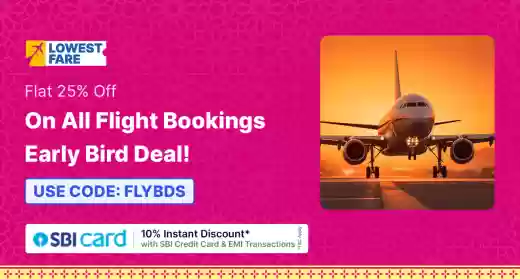 LOWEST
FARE
Flat 25% Off
On All Flight Bookings
Early Bird Deal!
USE CODE: FLYBDS
SBI card
10% Instant Discount*
with SBI Credit Card & EMI Transactions